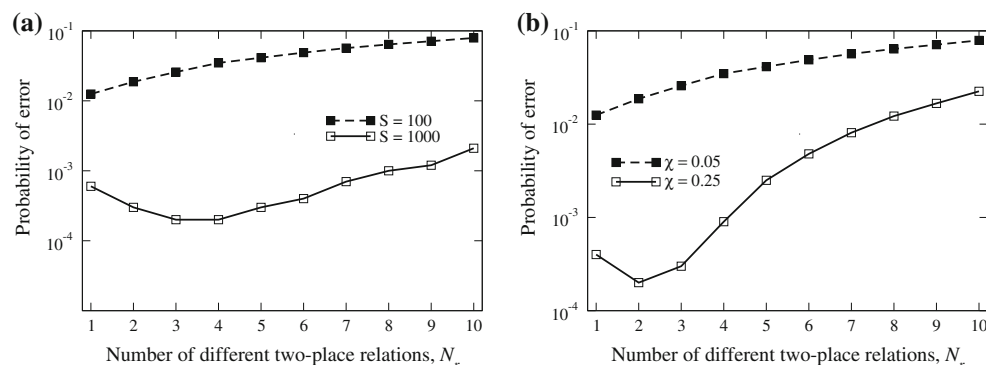 (a)
Probability of error
10-1
10-2
10-3
10-4
S = 100
S = 1000
1 2 3 4 5 6 7 8 9 10
Number of different two-place relations, Nr
(b)
Probability of error
10-1
10-2
10-3
10-4
χ = 0.05
χ = 0.25
1 2 3 4 5 6 7 8 9 10
Number of different two-place relations, Nr